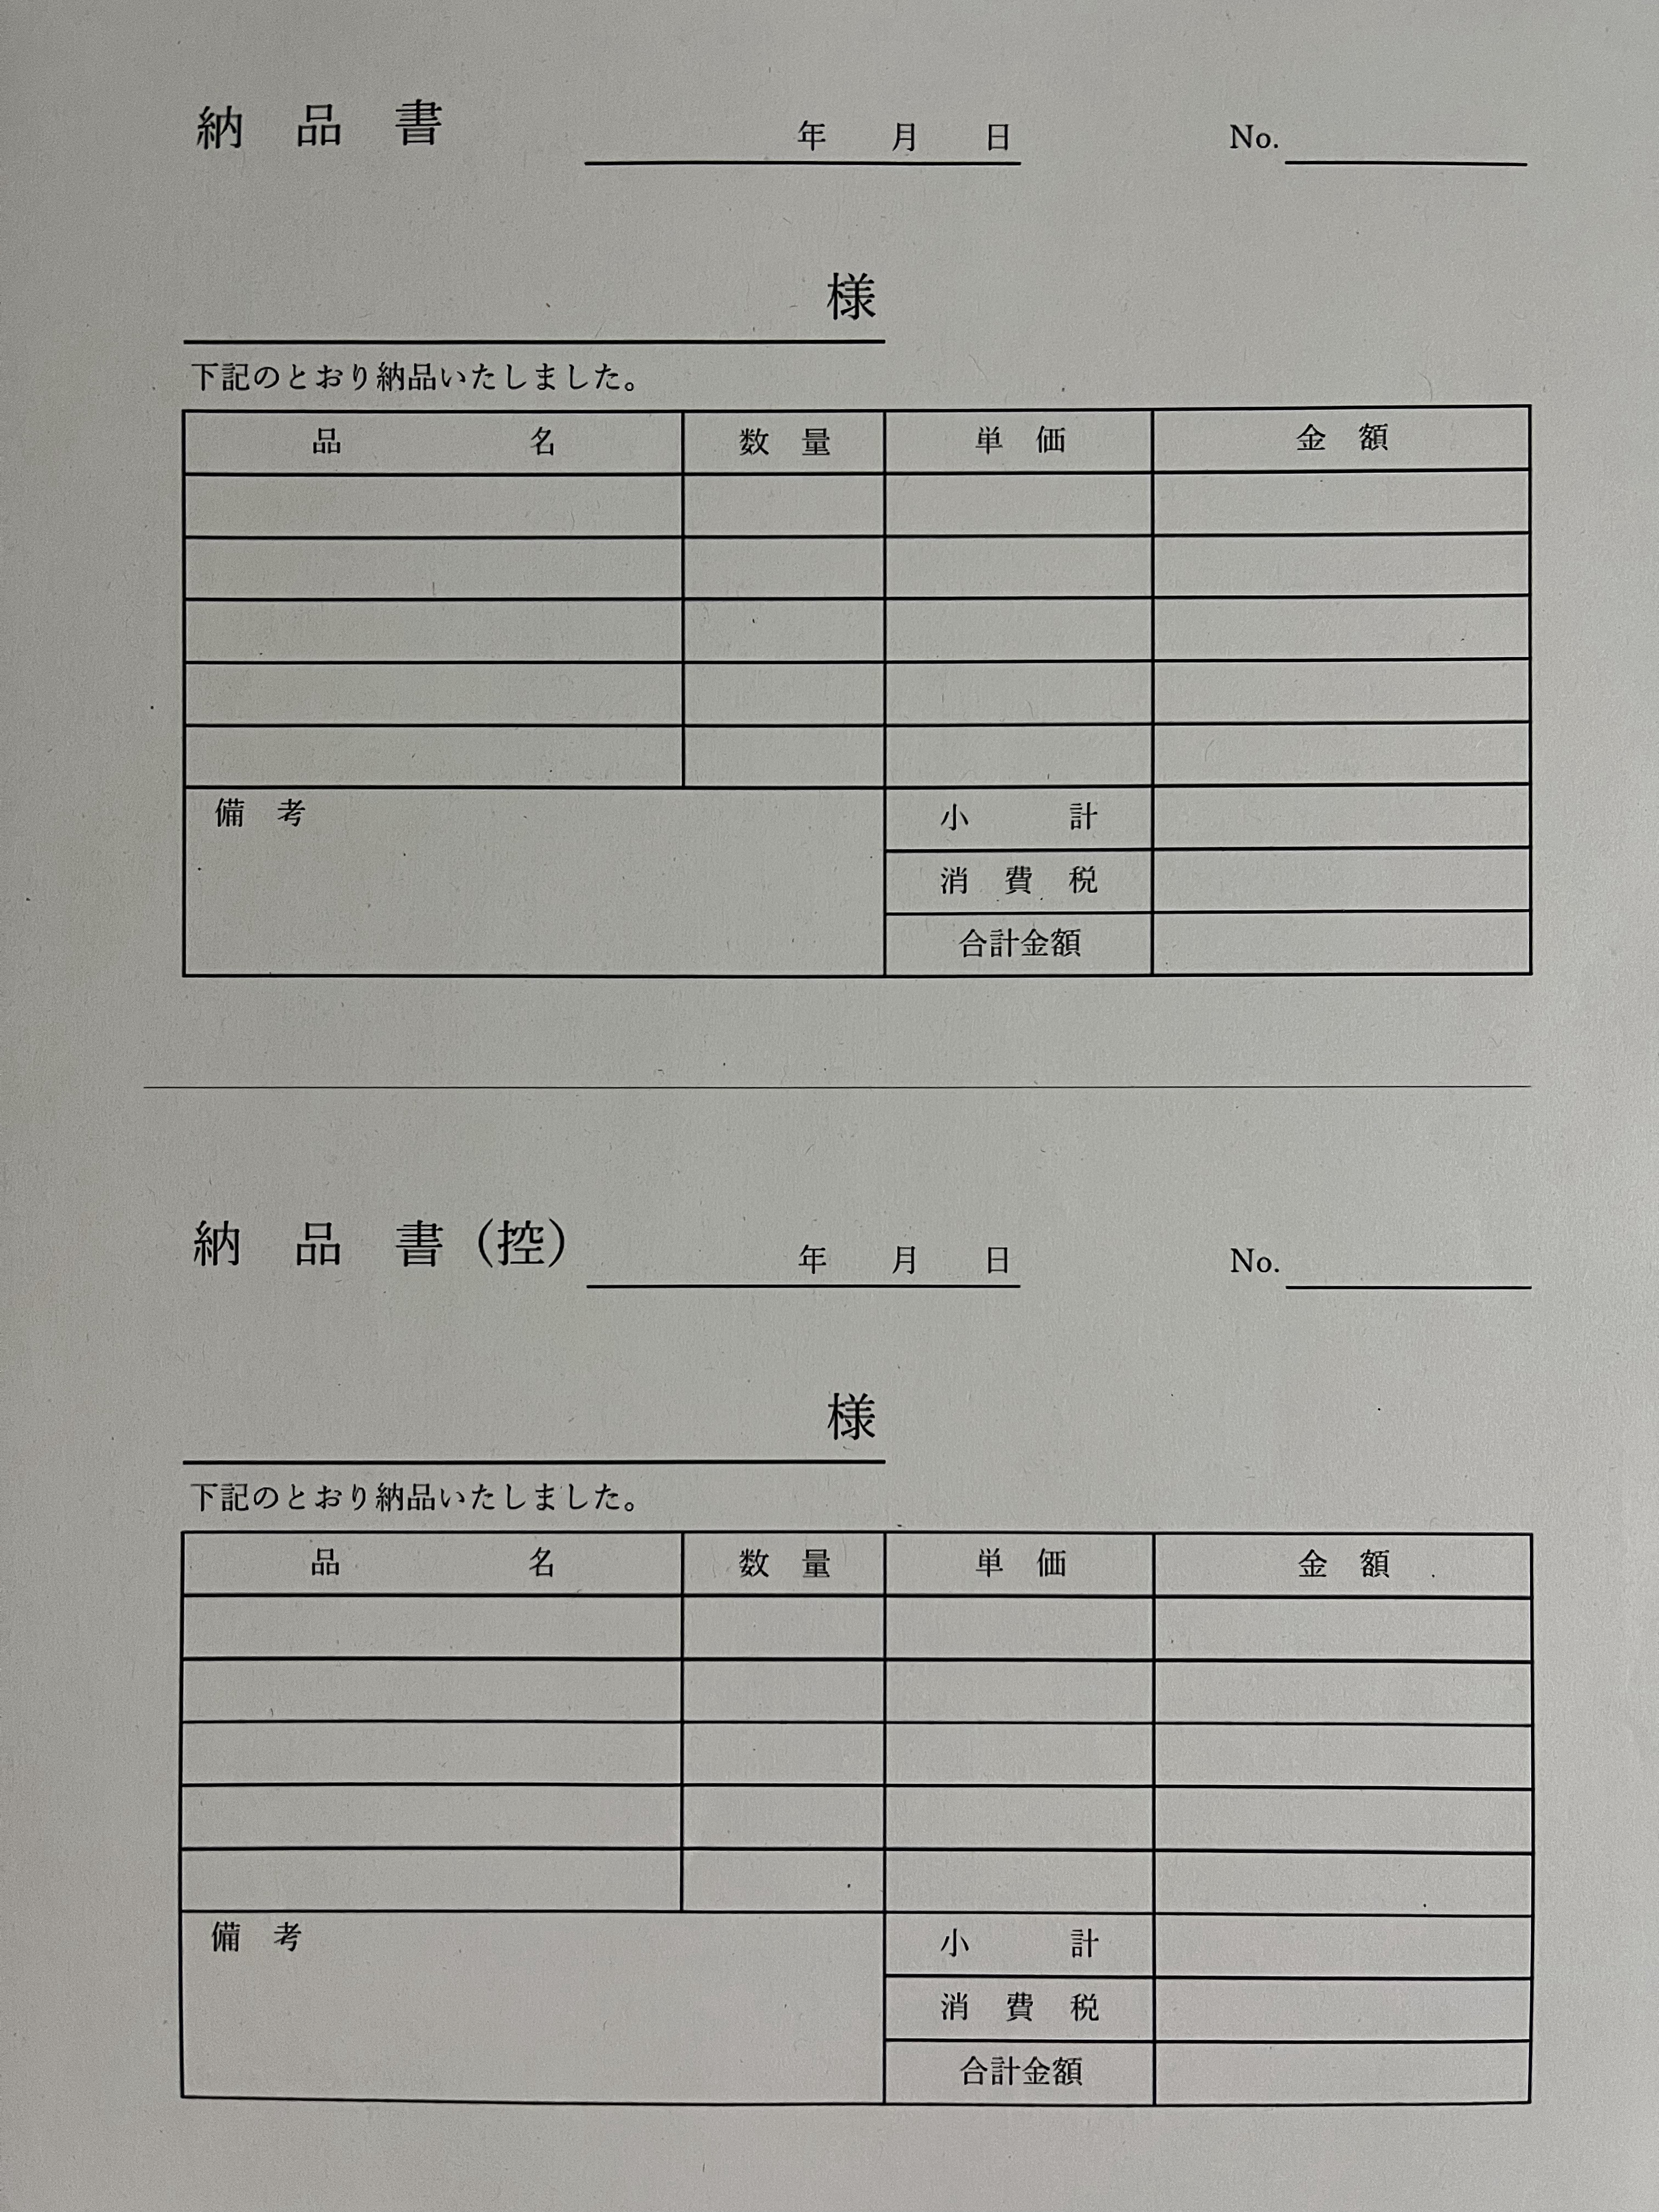 納 品 書 年 月 日 No.
様
下記のとおり納品いたしました。
品 名 数 量 単 価 金 額
備 考 小 計
消 費 税
合計金額
納 品 書（控） 年 月 日 No.
様
下記のとおり納品いたしました。
品 名 数 量 単 価 金 額
備 考 小 計
消 費 税
合計金額